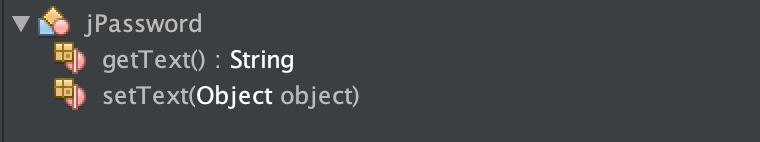 jPassword
getText() : String
setText(Object object)